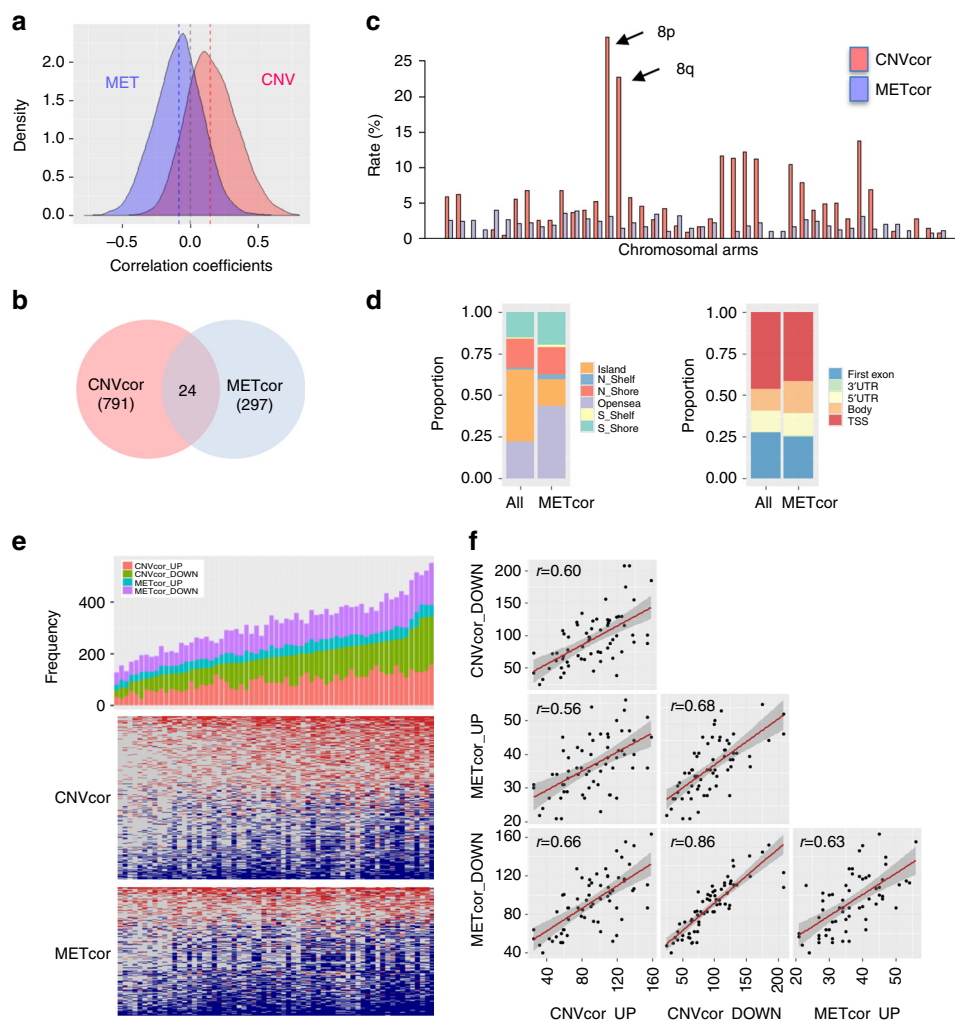 a
MET
CNV
Density
2.0
1.5
1.0
0.5
0.0
−0.5
0.0
0.5
Correlation coefficients
b
CNVcor
(791)
24
METcor
(297)
c
8p
8q
CNVcor
METcor
Rate (%)
25
20
15
10
5
0
Chromosomal arms
d
Proportion
1.00
0.75
0.50
0.25
0.00
All
METcor
Island
N_Shelf
N_Shore
Opensea
S_Shelf
S_Shore
Proportion
1.00
0.75
0.50
0.25
0.00
All
METcor
First exon
3′UTR
5′UTR
Body
TSS
e
CNVcor_UP
CNVcor_DOWN
METcor_UP
METcor_DOWN
Frequency
400
200
0
CNVcor
METcor
f
CNVcor_DOWN
200
150
100
50
r=0.60
METcor_UP
50
40
30
20
r=0.56
r=0.68
METcor_DOWN
160
120
80
40
r=0.66
r=0.86
r=0.63
40
80
120
160
50
100
150
200
20
30
40
50
CNVcor_UP
CNVcor_DOWN
METcor_UP